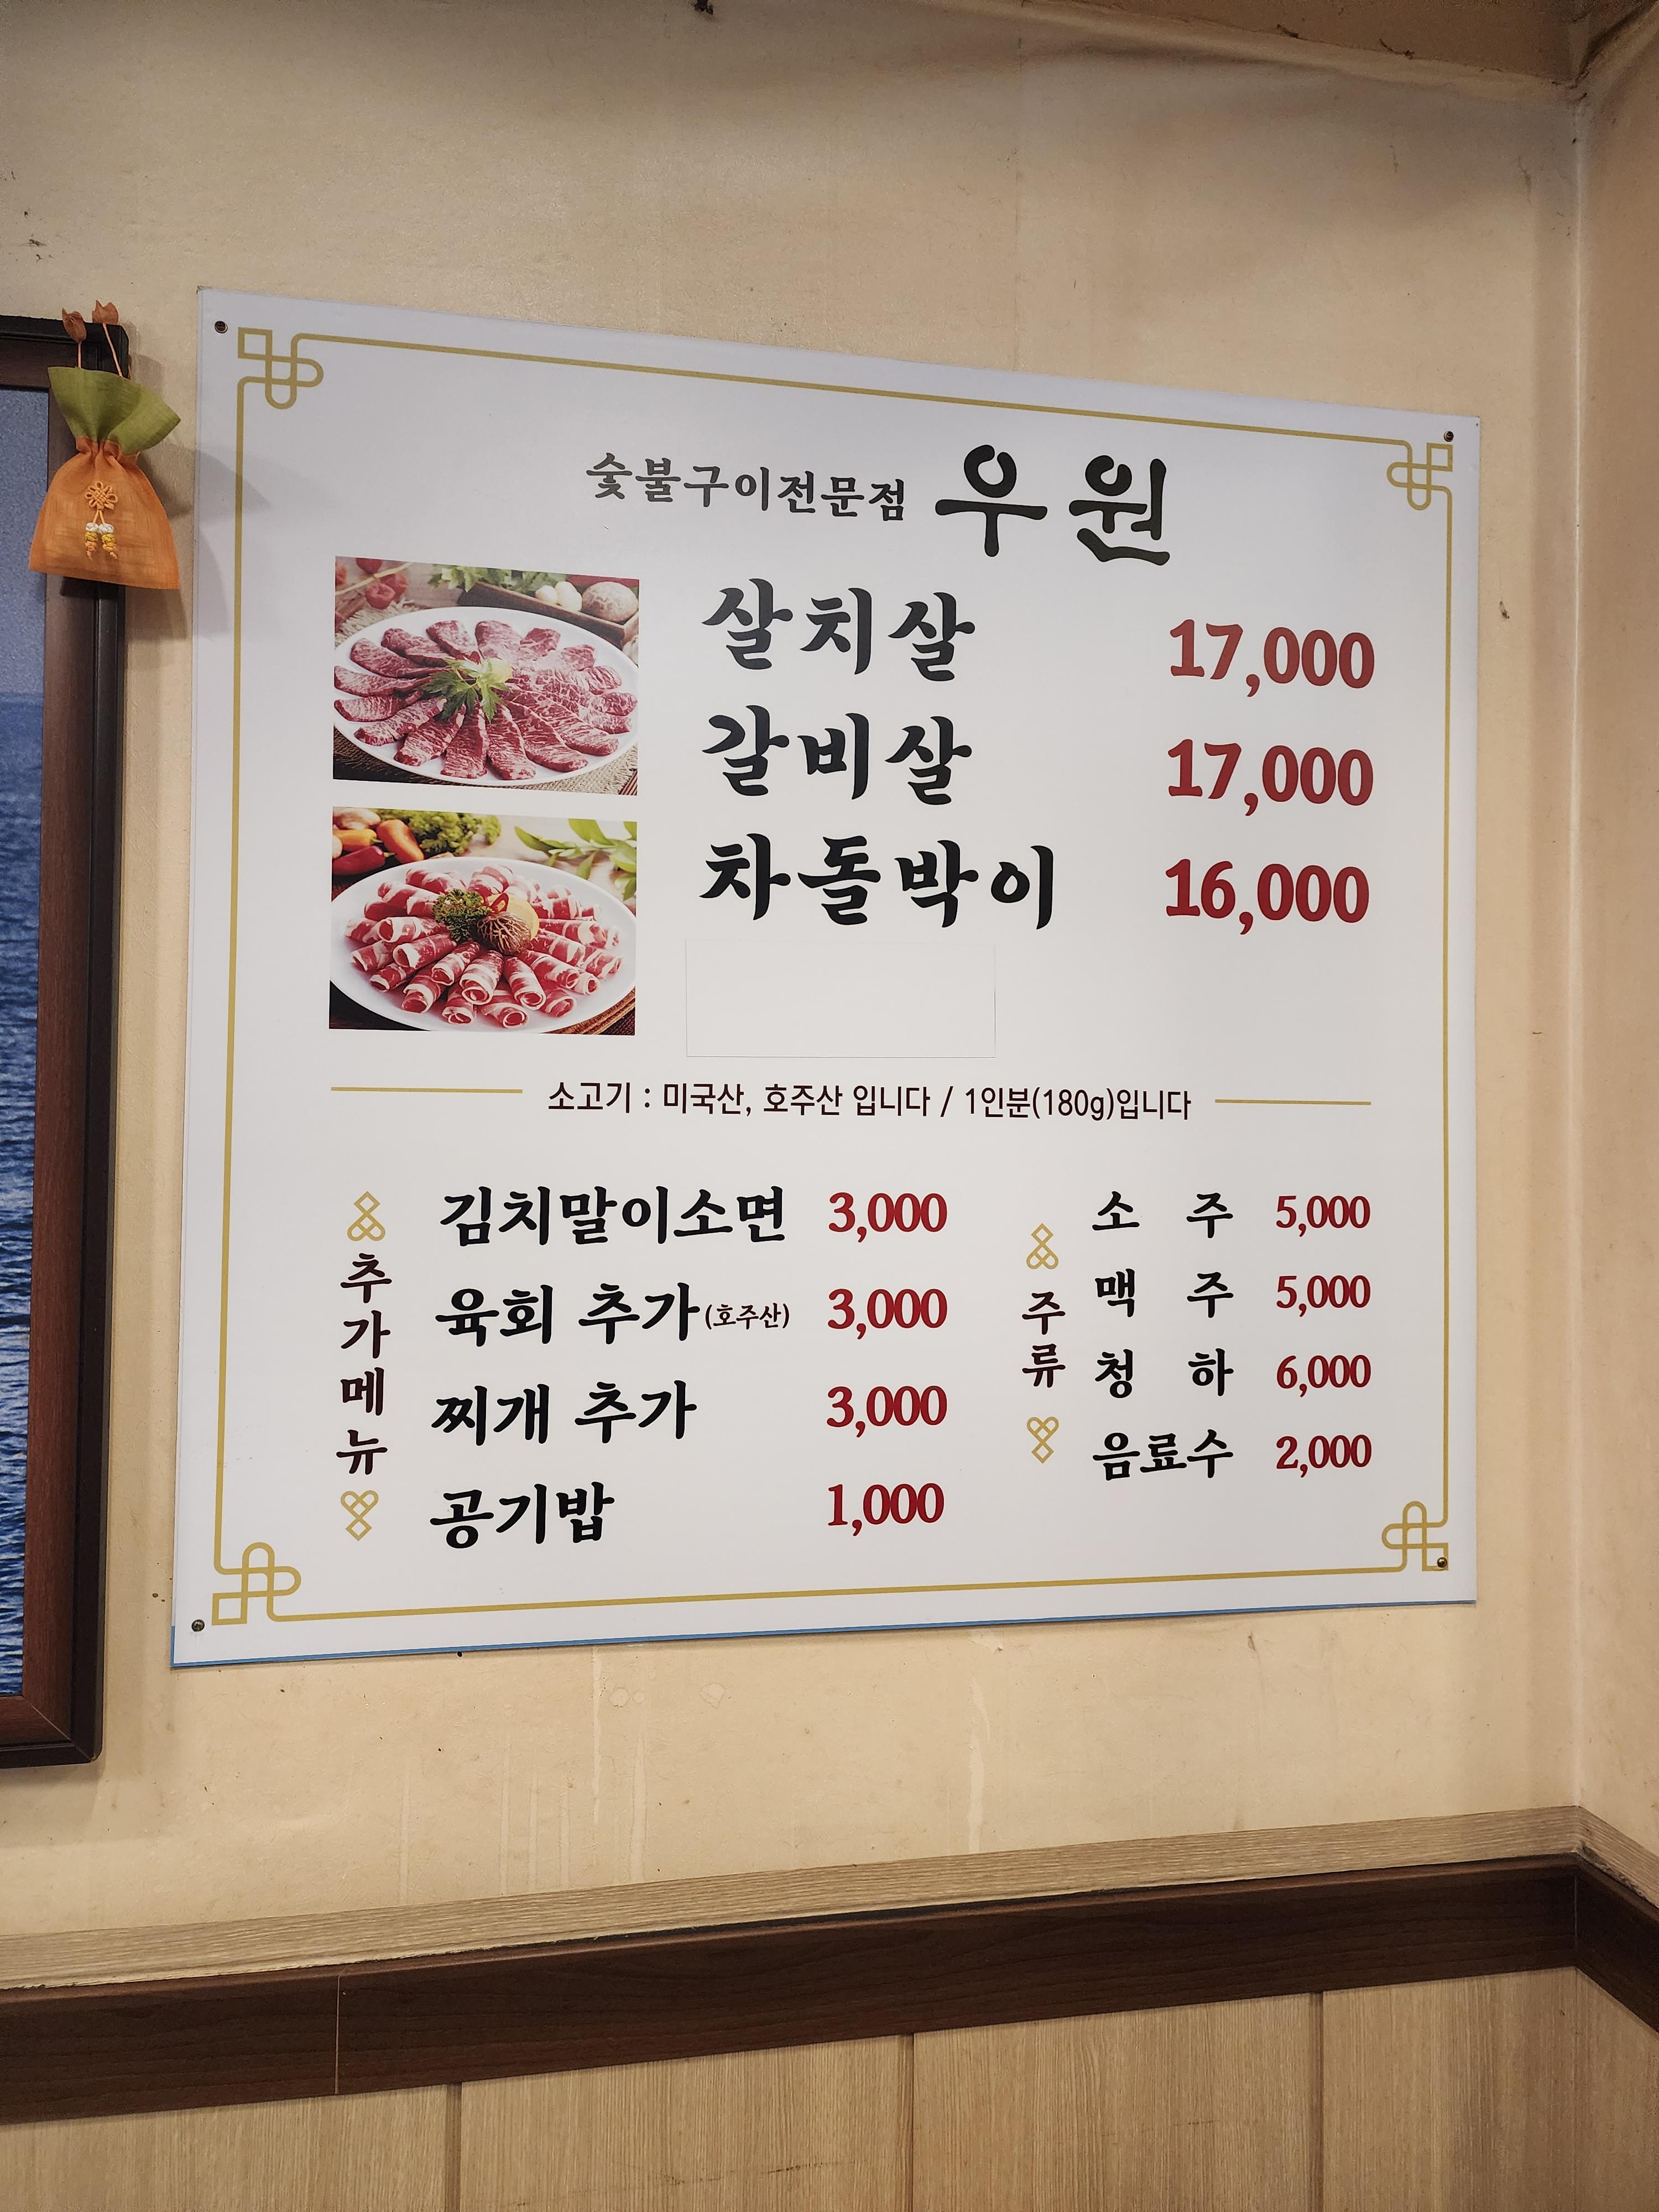 숯불구이전문점 우원
살치살 17,000
갈비살 17,000
차돌박이 16,000
소고기 : 미국산, 호주산 입니다 / 1인분(180g)입니다
추가메뉴
김치말이소면 3,000
육회 추가(호주산) 3,000
찌개 추가 3,000
공기밥 1,000
주류
소 주 5,000
맥 주 5,000
청 하 6,000
음료수 2,000